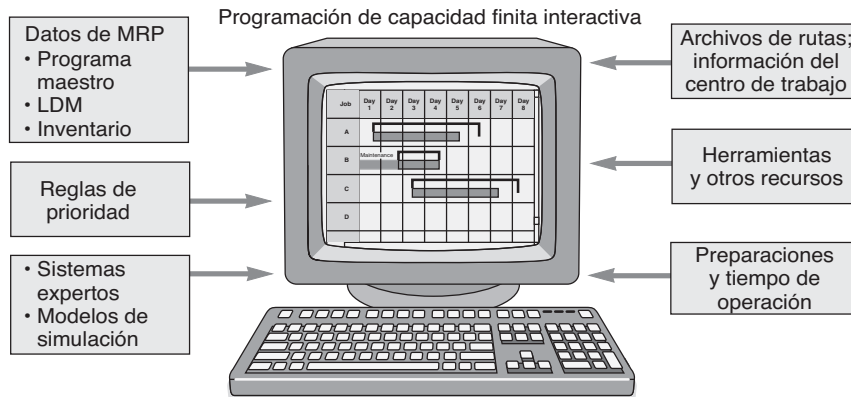 Programación de capacidad finita interactiva
Datos de MRP
• Programa
maestro
• LDM
• Inventario
Reglas de
prioridad
• Sistemas
expertos
• Modelos de
simulación
Job Day 1 Day 2 Day 3 Day 4 Day 5 Day 6 Day 7 Day 8
A
B Maintenance
C
D
Archivos de rutas;
información del
centro de trabajo
Herramientas
y otros recursos
Preparaciones
y tiempo de
operación